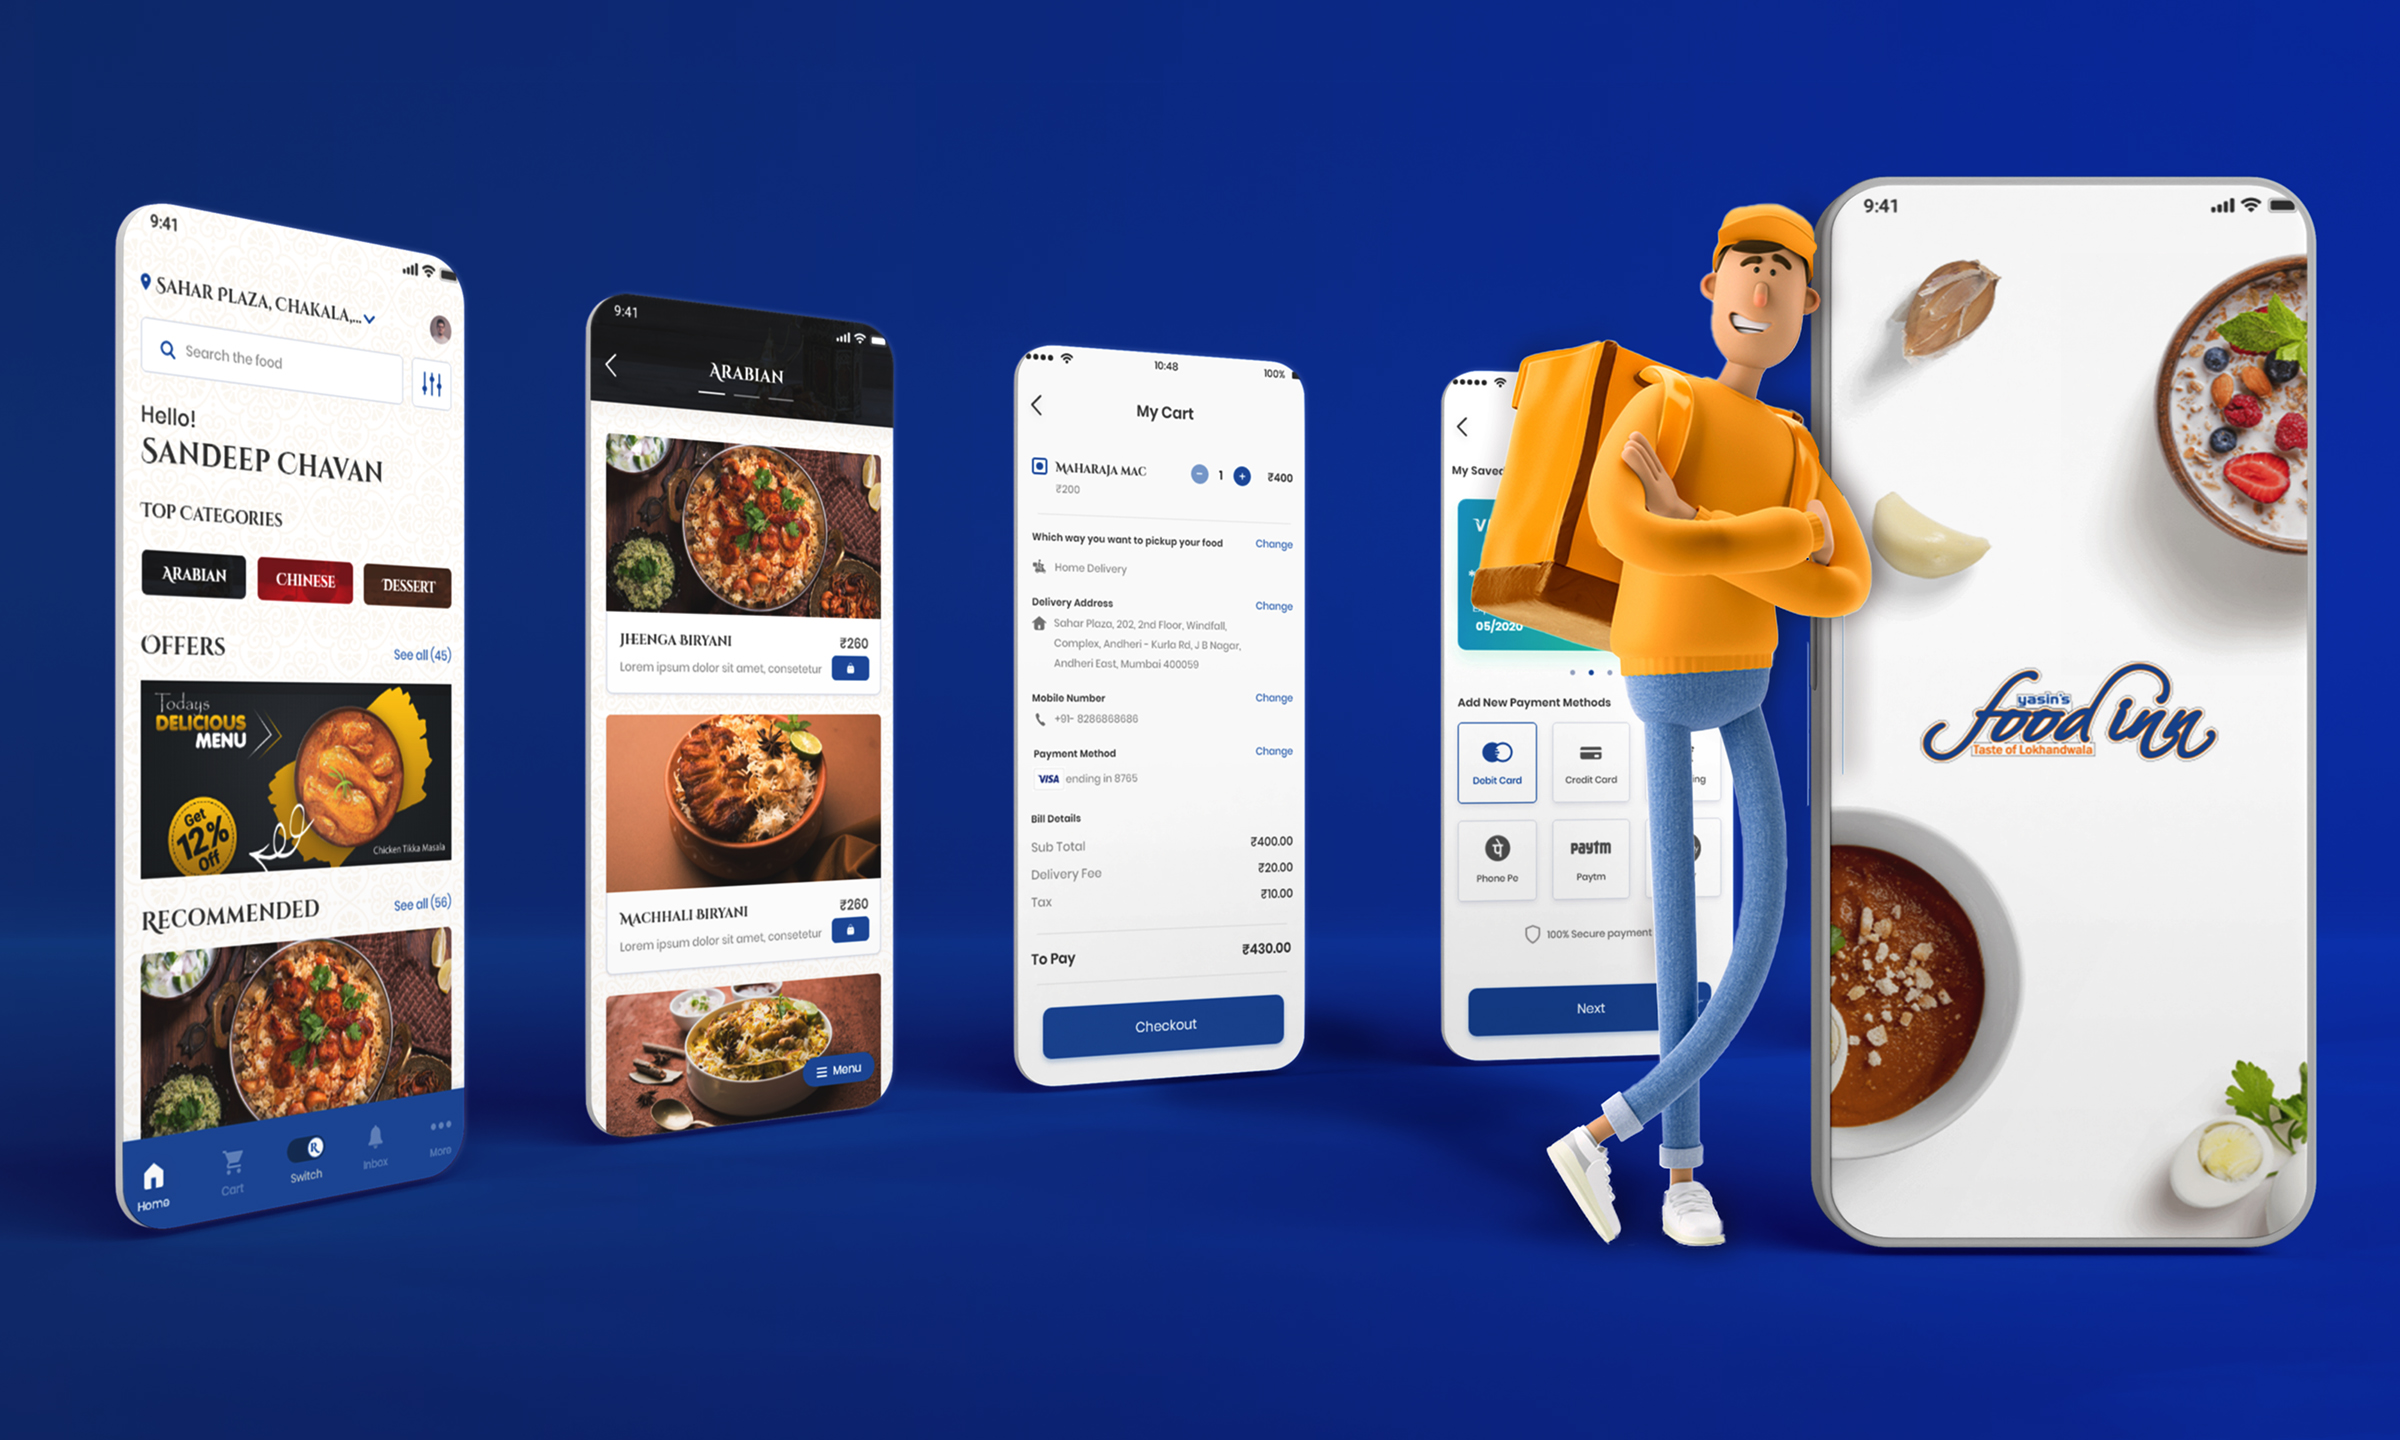 9:41
Sahar Plaza, Chakala,...
Search the food
Hello!
Sandeep Chavan
Top Categories
Arabian
Chinese
Dessert
Offers
See all (45)
Todays
DELICIOUS
MENU
Get
12%
Off
Chicken Tikka Masala
Recommended
See all (56)
Home
Cart
R
Switch
Inbox
More
9:41
Arabian
Jheenga Biryani
₹260
Lorem ipsum dolor sit amet, consetetur
Machhali Biryani
₹260
Lorem ipsum dolor sit amet, consetetur
Menu
10:48
100%
My Cart
Maharaja Mac
1
₹400
₹200
Which way you want to pickup your food
Change
Home Delivery
Delivery Address
Change
Sahar Plaza, 202, 2nd Floor, Windfall,
Complex, Andheri - Kurla Rd, J B Nagar,
Andheri East, Mumbai 400059
Mobile Number
Change
+91- 8286868686
Payment Method
Change
VISA ending in 8765
Bill Details
Sub Total
₹400.00
Delivery Fee
₹20.00
Tax
₹10.00
To Pay
₹430.00
Checkout
My Saved
05/2020
Add New Payment Methods
Debit Card
Credit Card
पे
Phone Pe
Paytm
Paytm
100% Secure payment
Next
9:41
yasin's
food inn
Taste of Lokhandwala